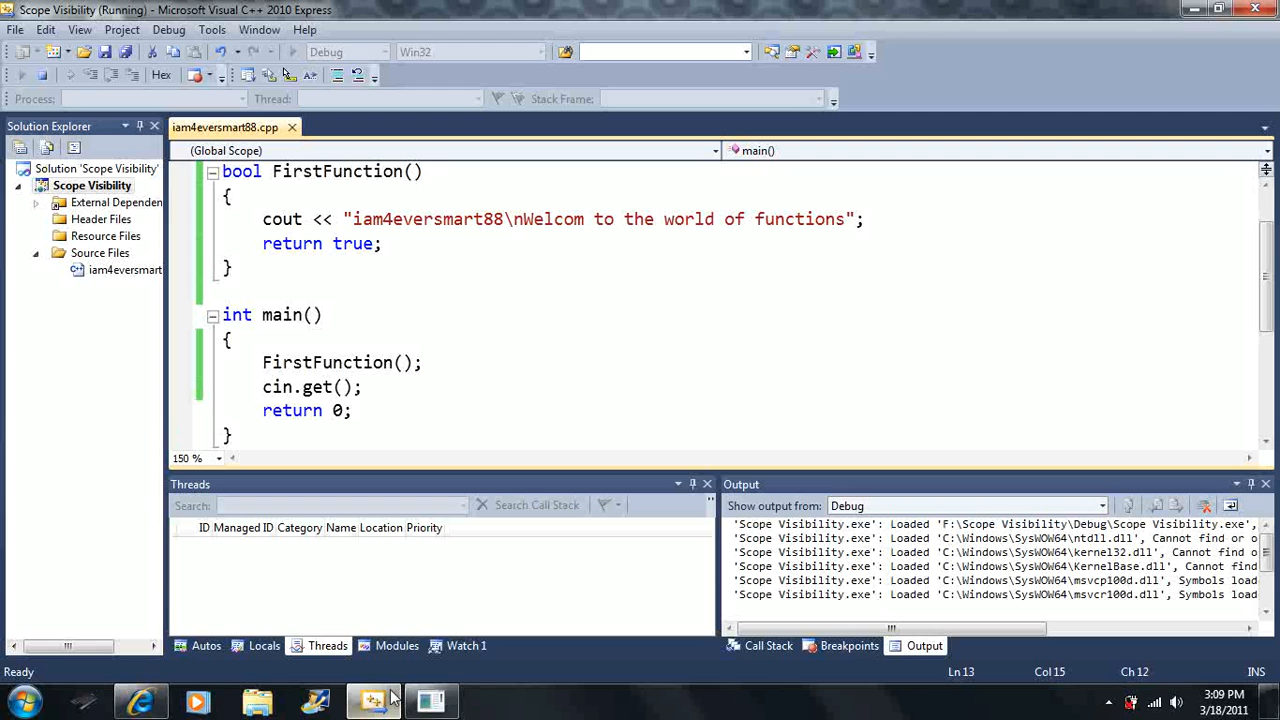 Scope Visibility (Running) - Microsoft Visual C++ 2010 Express
File Edit View Project Debug Tools Window Help
Debug Win32
Hex
Process: Thread: Stack Frame:
Solution Explorer
iam4eversmart88.cpp
(Global Scope) main()
Solution 'Scope Visibility'
Scope Visibility
External Dependen
Header Files
Resource Files
Source Files
iam4eversmart
bool FirstFunction()
{
cout << "iam4eversmart88\nWelcom to the world of functions";
return true;
}
int main()
{
FirstFunction();
cin.get();
return 0;
}
150 %
Threads
Search: Search Call Stack
ID Managed ID Category Name Location Priority
Autos Locals Threads Modules Watch 1
Output
Show output from: Debug
'Scope Visibility.exe': Loaded 'F:\Scope Visibility\Debug\Scope Visibility.exe',
'Scope Visibility.exe': Loaded 'C:\Windows\SysWOW64\ntdll.dll', Cannot find or o
'Scope Visibility.exe': Loaded 'C:\Windows\SysWOW64\kernel32.dll', Cannot find o
'Scope Visibility.exe': Loaded 'C:\Windows\SysWOW64\KernelBase.dll', Cannot find
'Scope Visibility.exe': Loaded 'C:\Windows\SysWOW64\msvcp100d.dll', Symbols load
'Scope Visibility.exe': Loaded 'C:\Windows\SysWOW64\msvcr100d.dll', Symbols load
Call Stack Breakpoints Output
Ready Ln 13 Col 15 Ch 12 INS
3:09 PM
3/18/2011